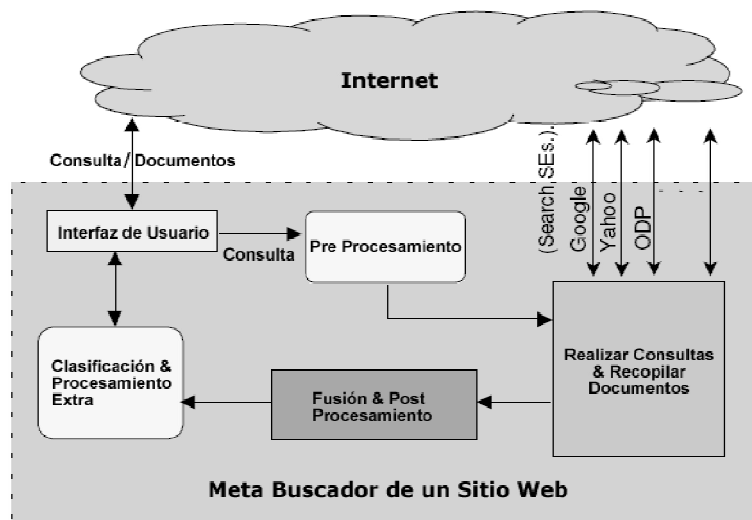 Internet
Consulta/Documentos
(Search,SEs.).
Google
Yahoo
ODP
Interfaz de Usuario
Consulta
Pre Procesamiento
Clasificación &
Procesamiento
Extra
Fusión & Post
Procesamiento
Realizar Consultas
& Recopilar
Documentos
Meta Buscador de un Sitio Web